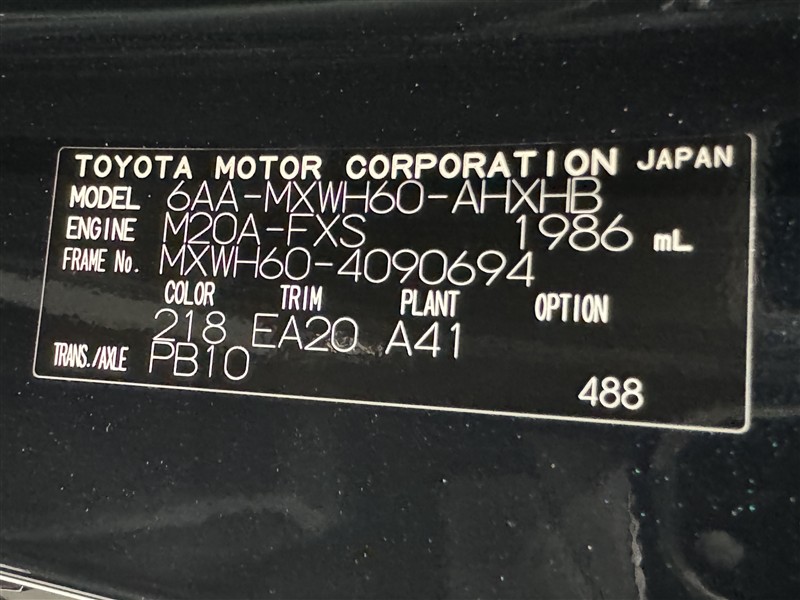 TOYOTA MOTOR CORPORATION JAPAN
MODEL 6AA-MXWH60-AHXHB
ENGINE M20A-FXS 1986 mL
FRAME No. MXWH60-4090694
COLOR TRIM PLANT OPTION
218 EA20 A41
TRANS./AXLE PB10
488